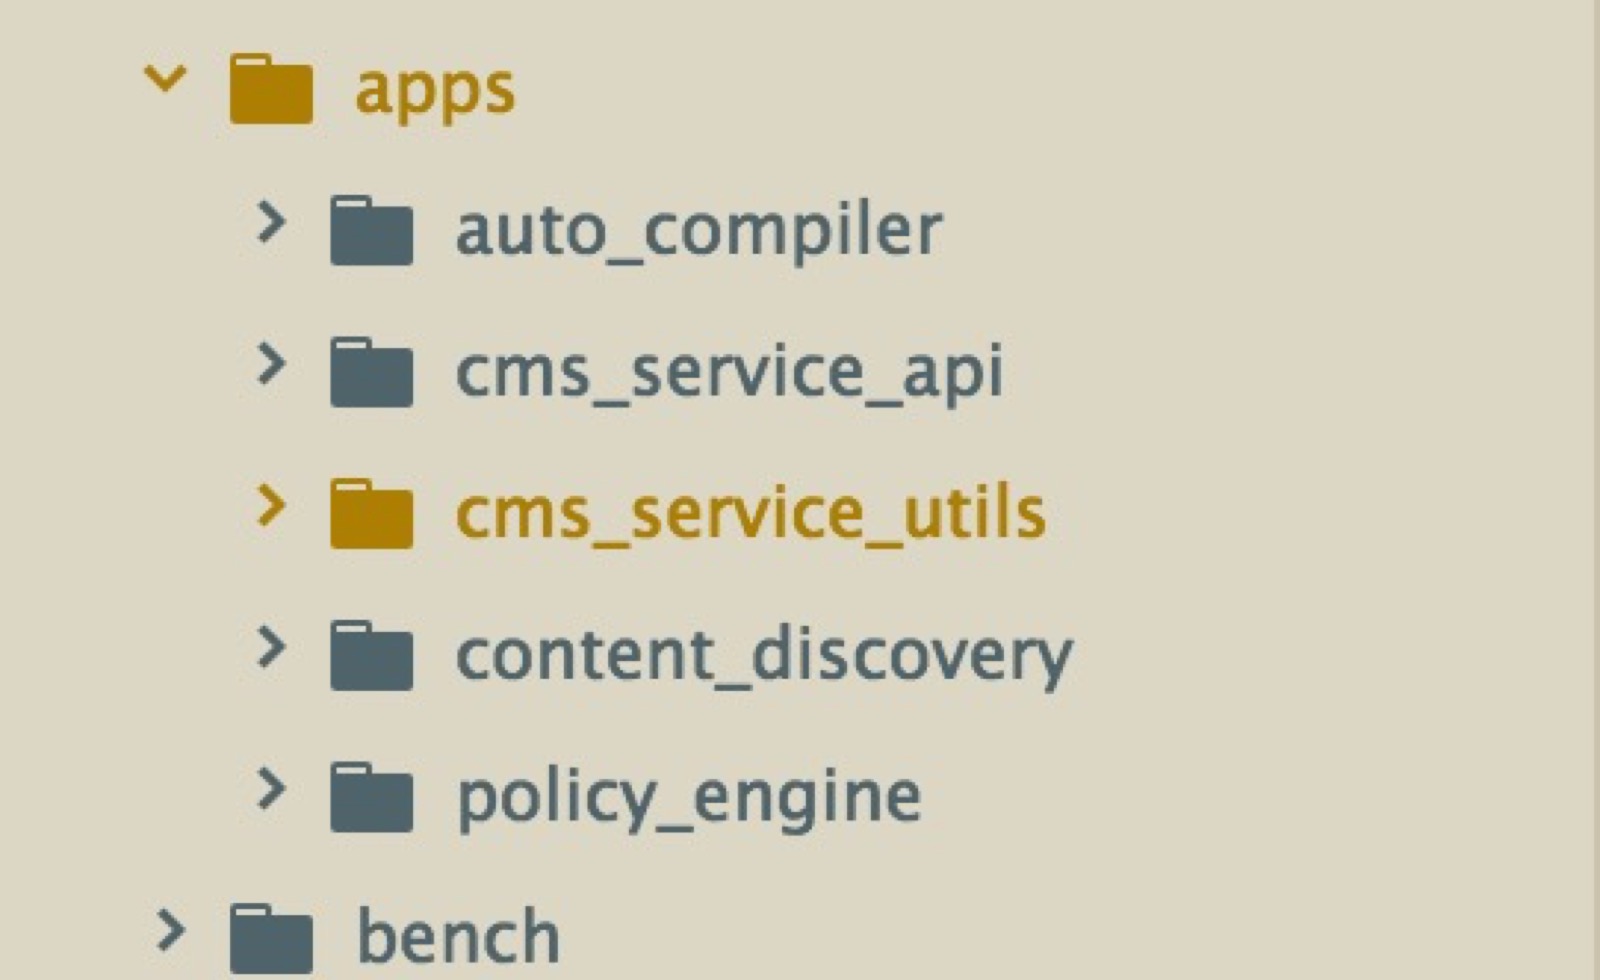 apps
auto_compiler
cms_service_api
cms_service_utils
content_discovery
policy_engine
bench